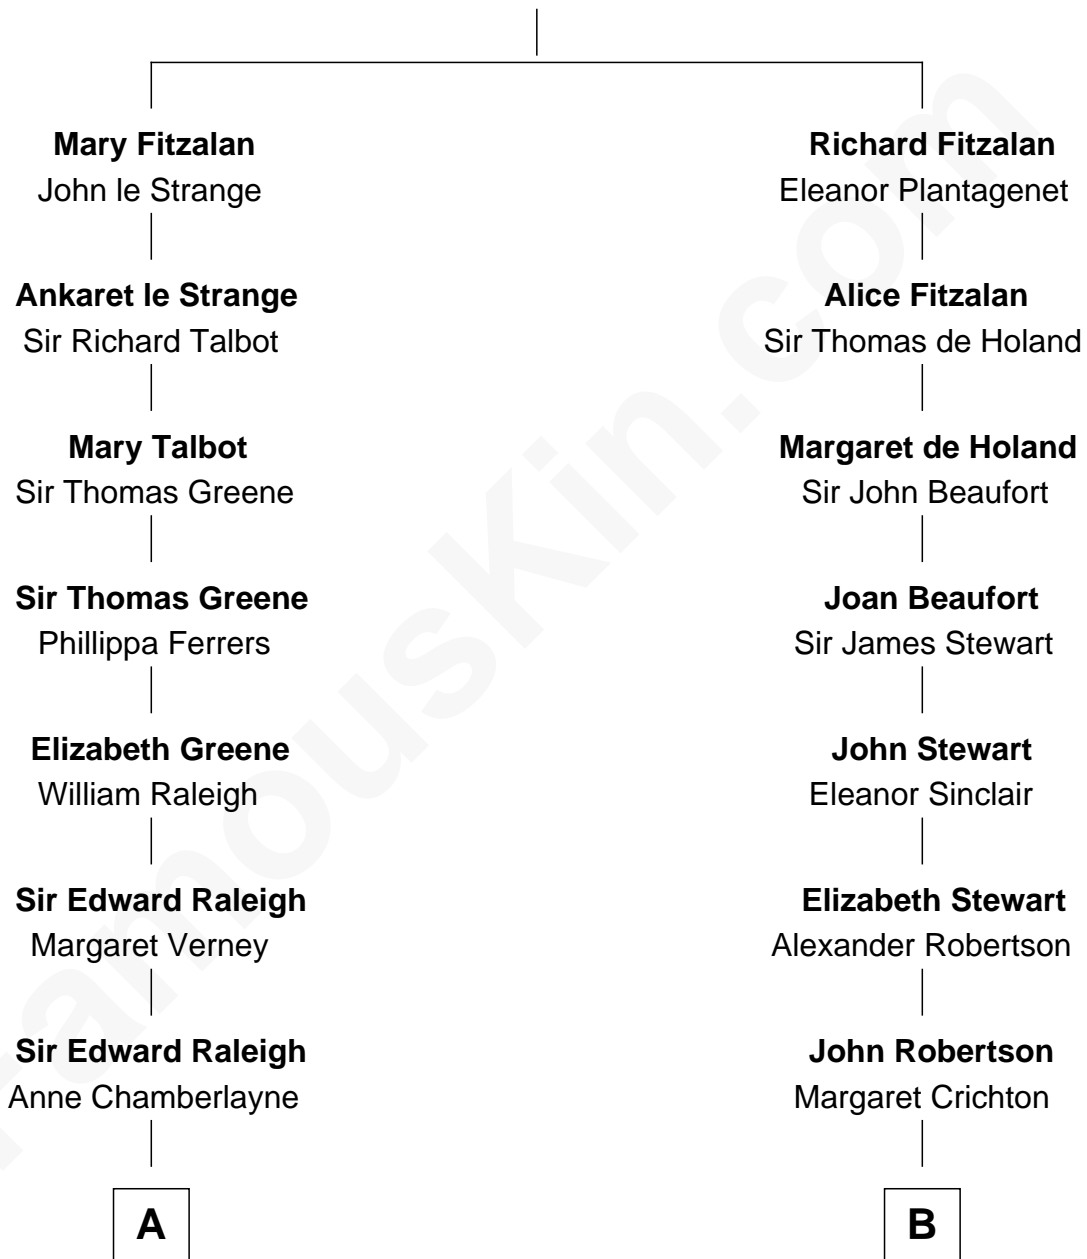 Mary Fitzalan
John le Strange
Ankaret le Strange
Sir Richard Talbot
Mary Talbot
Sir Thomas Greene
Sir Thomas Greene
Phillippa Ferrers
Elizabeth Greene
William Raleigh
Sir Edward Raleigh
Margaret Verney
Sir Edward Raleigh
Anne Chamberlayne
A
Richard Fitzalan
Eleanor Plantagenet
Alice Fitzalan
Sir Thomas de Holand
Margaret de Holand
Sir John Beaufort
Joan Beaufort
Sir James Stewart
John Stewart
Eleanor Sinclair
Elizabeth Stewart
Alexander Robertson
John Robertson
Margaret Crichton
B
FamousKin.com